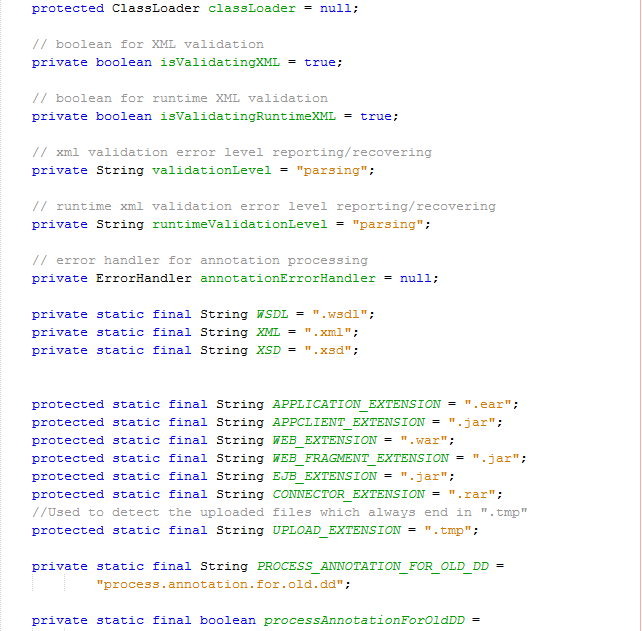 protected ClassLoader classLoader = null;
// boolean for XML validation
private boolean isValidatingXML = true;
// boolean for runtime XML validation
private boolean isValidatingRuntimeXML = true;
// xml validation error level reporting/recovering
private String validationLevel = "parsing";
// runtime xml validation error level reporting/recovering
private String runtimeValidationLevel = "parsing";
// error handler for annotation processing
private ErrorHandler annotationErrorHandler = null;
private static final String WSDL = ".wsdl";
private static final String XML = ".xml";
private static final String XSD = ".xsd";
protected static final String APPLICATION_EXTENSION = ".ear";
protected static final String APPCLIENT_EXTENSION = ".jar";
protected static final String WEB_EXTENSION = ".war";
protected static final String WEB_FRAGMENT_EXTENSION = ".jar";
protected static final String EJB_EXTENSION = ".jar";
protected static final String CONNECTOR_EXTENSION = ".rar";
//Used to detect the uploaded files which always end in ".tmp"
protected static final String UPLOAD_EXTENSION = ".tmp";
private static final String PROCESS_ANNOTATION_FOR_OLD_DD =
"process.annotation.for.old.dd";
private static final boolean processAnnotationForOldDD =